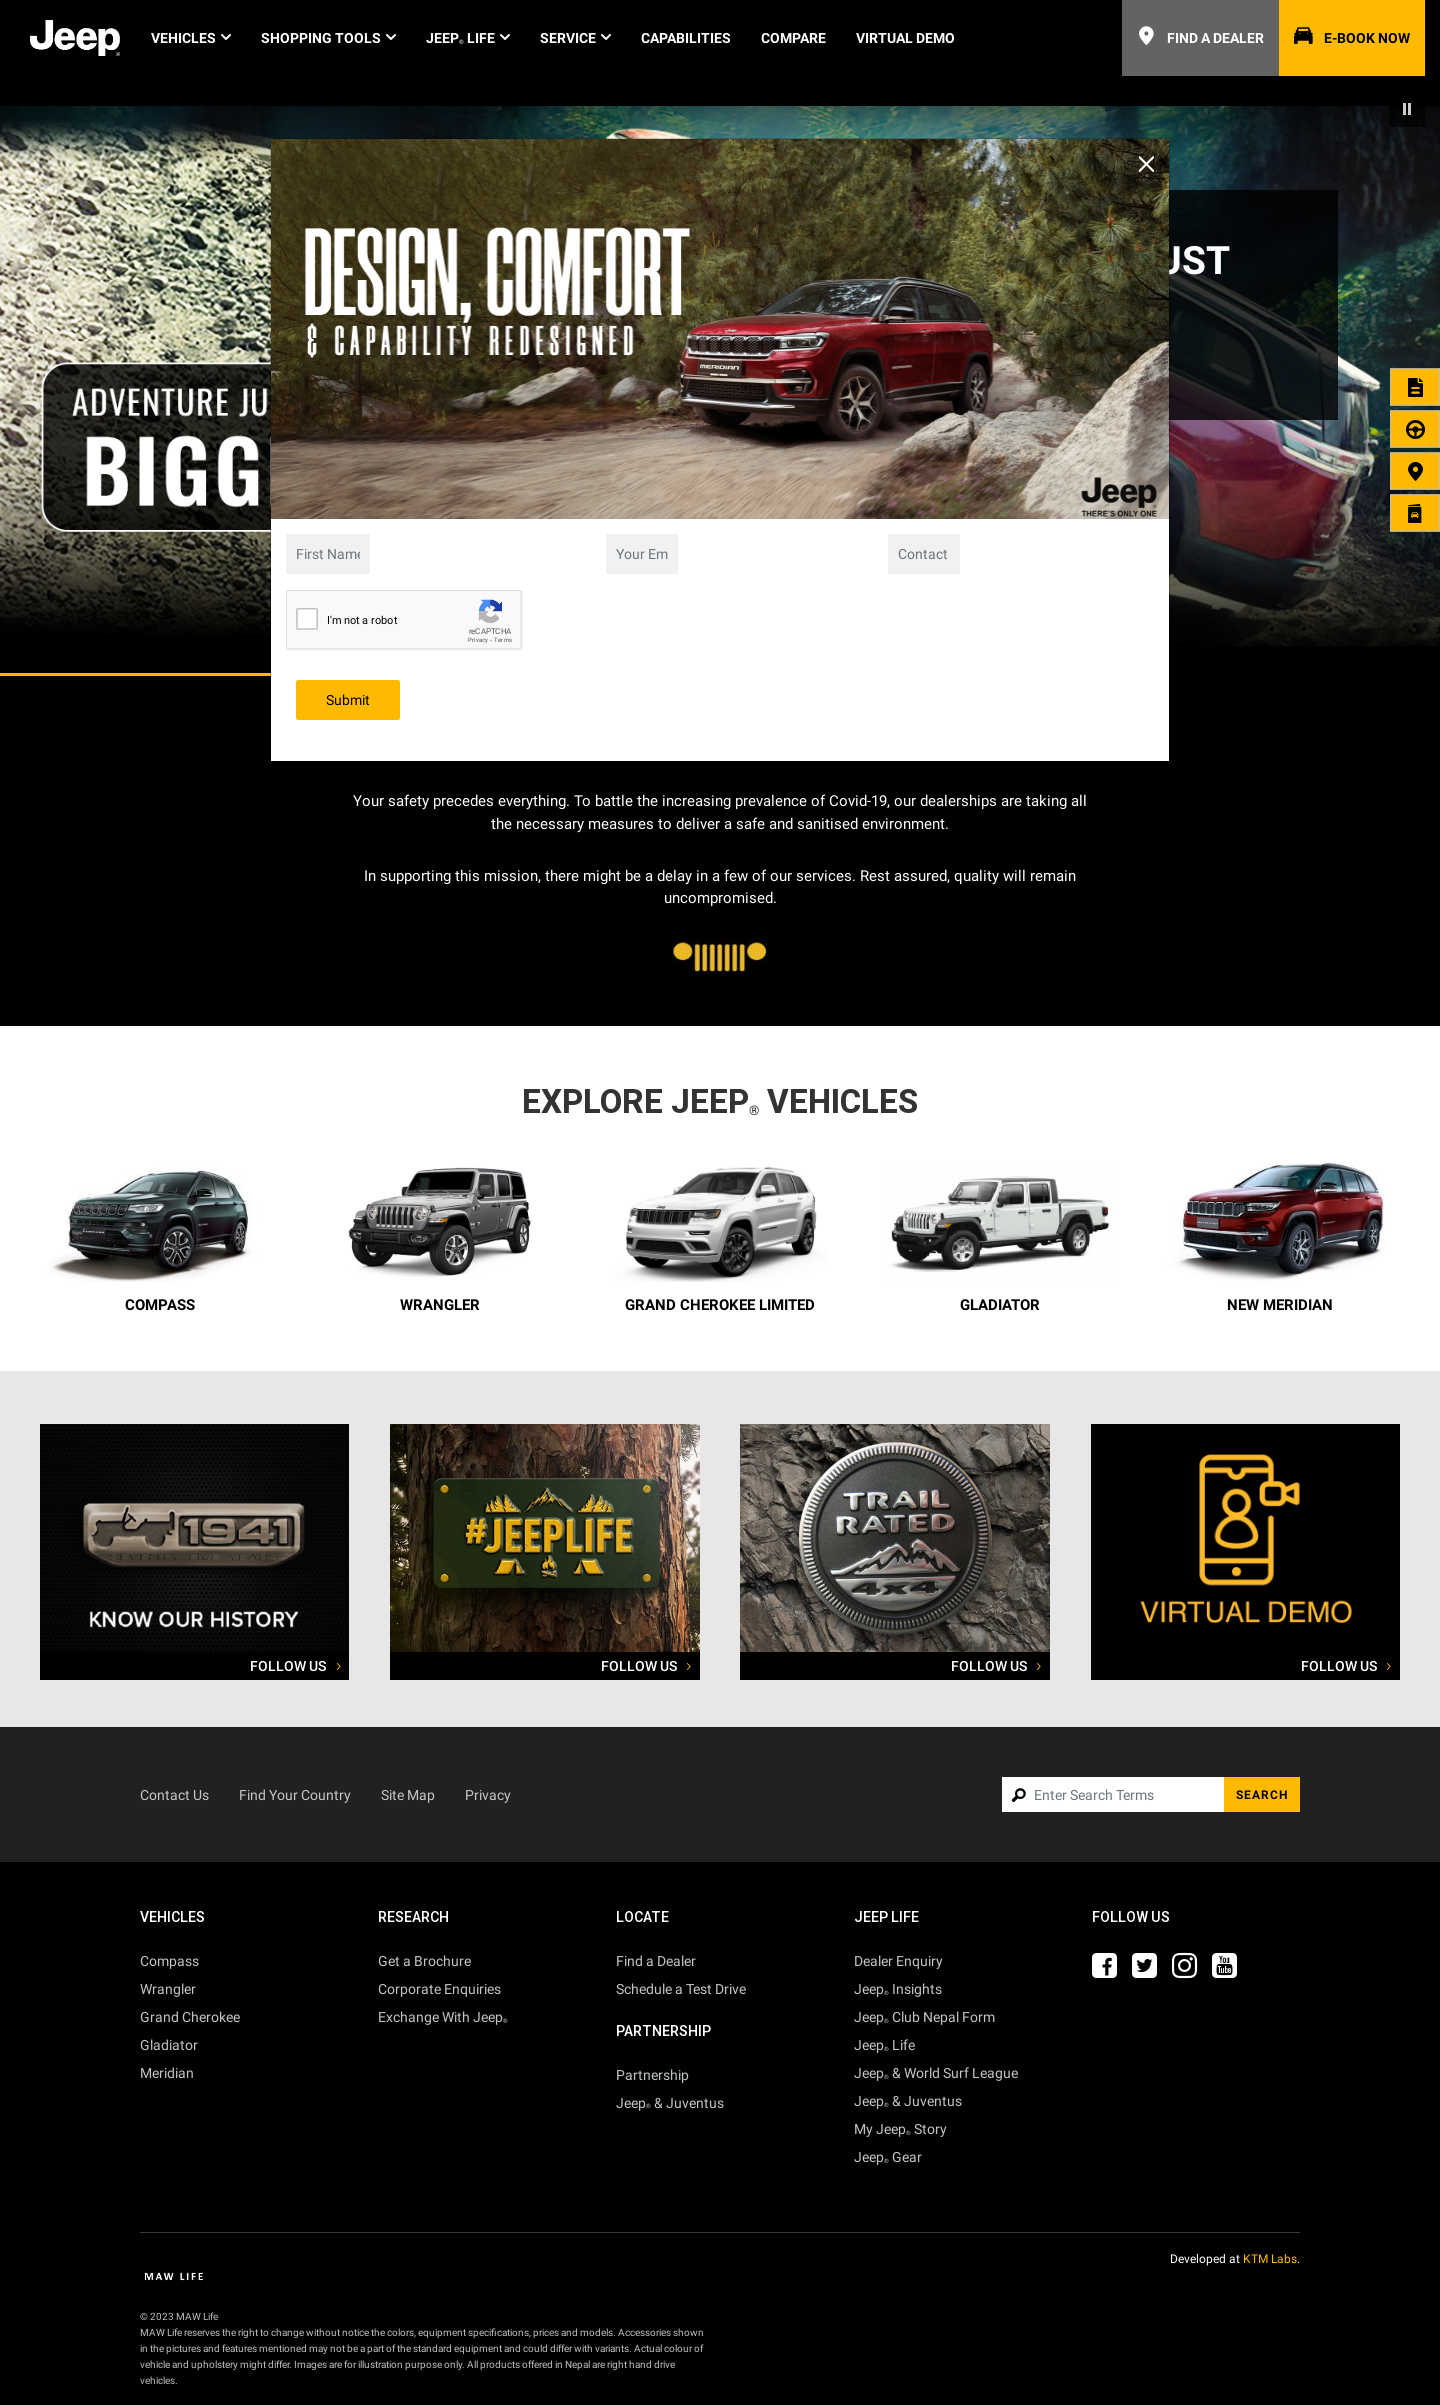 Jeep
VEHICLES
SHOPPING TOOLS
JEEP® LIFE
SERVICE
CAPABILITIES
COMPARE
VIRTUAL DEMO
FIND A DEALER
E-BOOK NOW
DESIGN, COMFORT
& CAPABILITY REDESIGNED
MERIDIAN
Jeep
THERE'S ONLY ONE
ADVENTURE JU
BIGG
UST
First Name
Your Em
Contact
I'm not a robot
reCAPTCHA
Privacy - Terms
Submit
Your safety precedes everything. To battle the increasing prevalence of Covid-19, our dealerships are taking all
the necessary measures to deliver a safe and sanitised environment.
In supporting this mission, there might be a delay in a few of our services. Rest assured, quality will remain
uncompromised.
EXPLORE JEEP® VEHICLES
COMPASS
WRANGLER
GRAND CHEROKEE LIMITED
GLADIATOR
NEW MERIDIAN
1941
SEVENTY FIVE YEARS
KNOW OUR HISTORY
FOLLOW US
#JEEPLIFE
FOLLOW US
TRAIL
RATED
4x4
FOLLOW US
VIRTUAL DEMO
FOLLOW US
Contact Us
Find Your Country
Site Map
Privacy
Enter Search Terms
SEARCH
VEHICLES
Compass
Wrangler
Grand Cherokee
Gladiator
Meridian
RESEARCH
Get a Brochure
Corporate Enquiries
Exchange With Jeep®
LOCATE
Find a Dealer
Schedule a Test Drive
PARTNERSHIP
Partnership
Jeep® & Juventus
JEEP LIFE
Dealer Enquiry
Jeep® Insights
Jeep® Club Nepal Form
Jeep® Life
Jeep® & World Surf League
Jeep® & Juventus
My Jeep® Story
Jeep® Gear
FOLLOW US
You
Tube
Developed at KTM Labs.
MAW LIFE
© 2023 MAW Life
MAW Life reserves the right to change without notice the colors, equipment specifications, prices and models. Accessories shown
in the pictures and features mentioned may not be a part of the standard equipment and could differ with variants. Actual colour of
vehicle and upholstery might differ. Images are for illustration purpose only. All products offered in Nepal are right hand drive
vehicles.